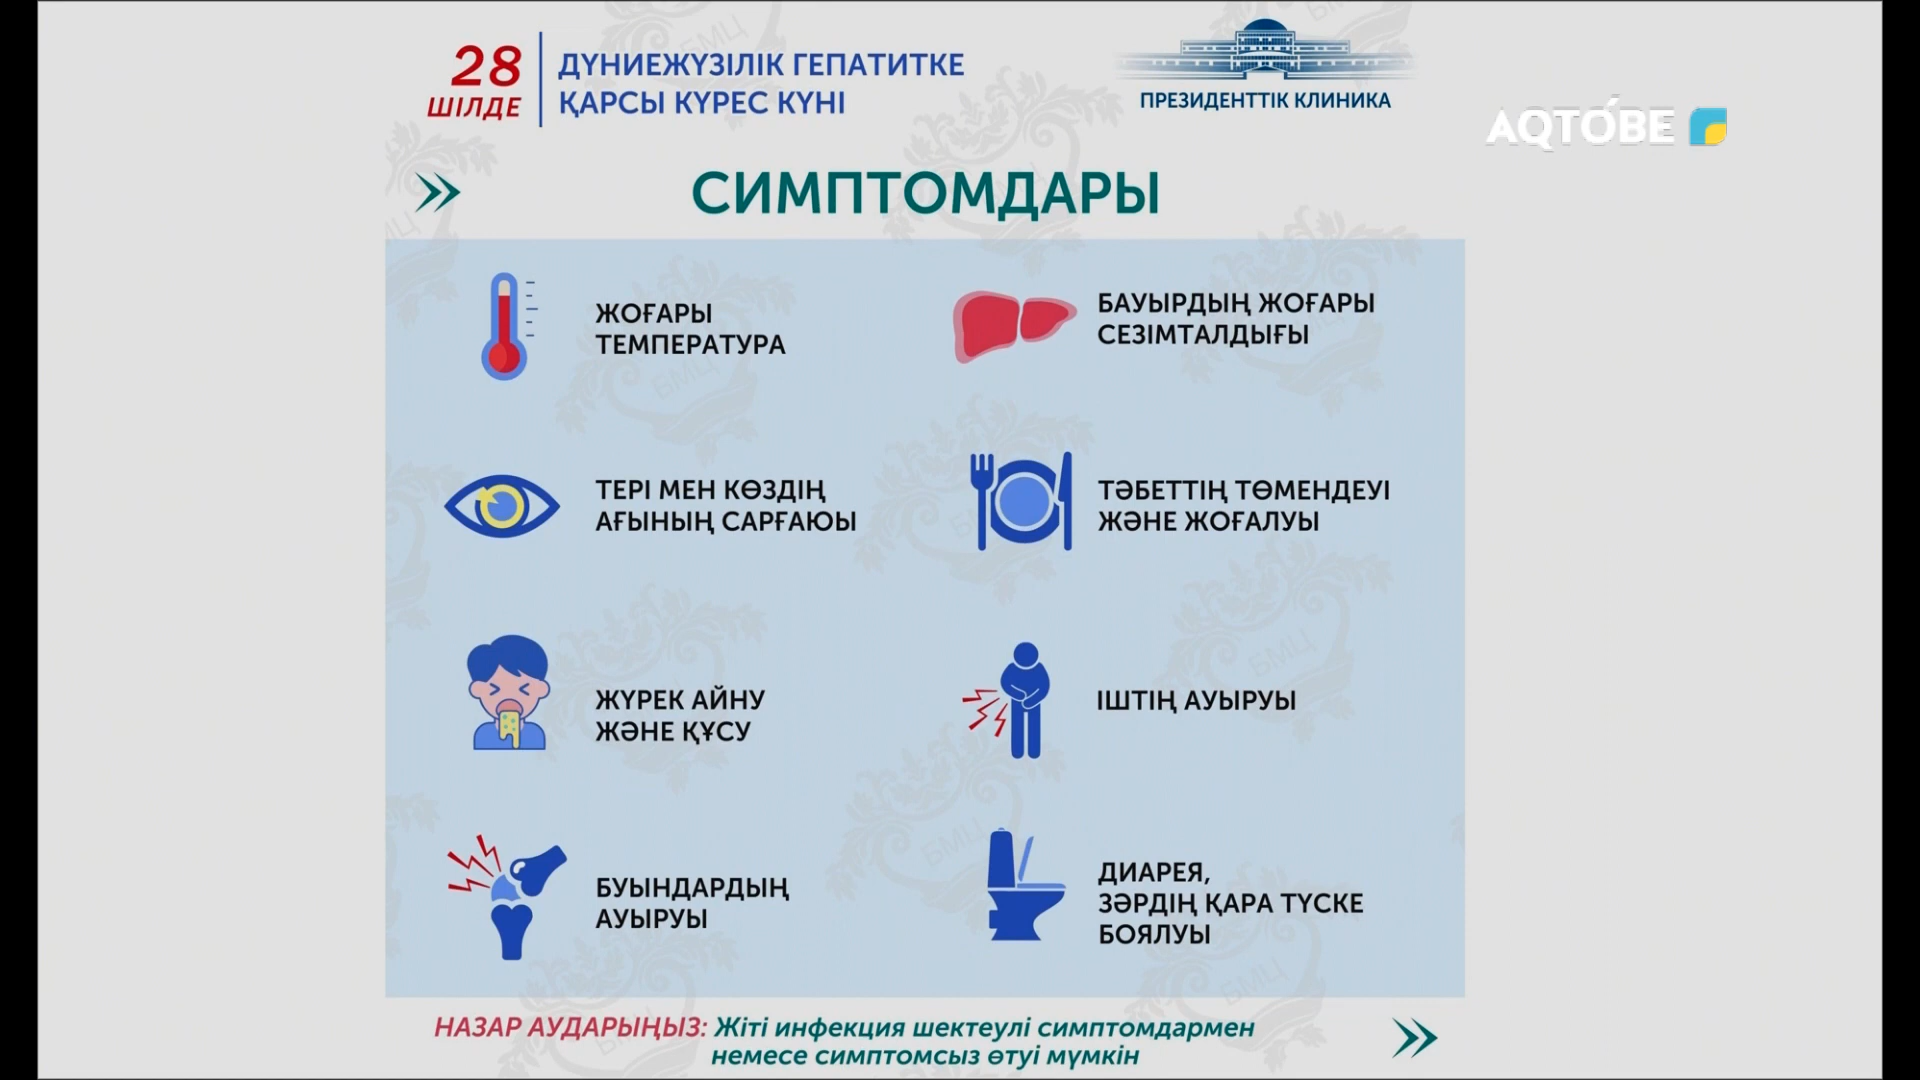 28
ШІЛДЕ
ДҮНИЕЖҮЗІЛІК ГЕПАТИТКЕ
ҚАРСЫ КҮРЕС КҮНІ
ПРЕЗИДЕНТТІК КЛИНИКА
AQTÓBE
СИМПТОМДАРЫ
ЖОҒАРЫ
ТЕМПЕРАТУРА
БАУЫРДЫҢ ЖОҒАРЫ
СЕЗІМТАЛДЫҒЫ
ТЕРІ МЕН КӨЗДІҢ
АҒЫНЫҢ САРҒАЮЫ
ТӘБЕТТІҢ ТӨМЕНДЕУІ
ЖӘНЕ ЖОҒАЛУЫ
ЖҮРЕК АЙНУ
ЖӘНЕ ҚҰСУ
ІШТІҢ АУЫРУЫ
БУЫНДАРДЫҢ
АУЫРУЫ
ДИАРЕЯ,
ЗӘРДІҢ ҚАРА ТҮСКЕ
БОЯЛУЫ
НАЗАР АУДАРЫҢЫЗ: Жіті инфекция шектеулі симптомдармен
немесе симптомсыз өтуі мүмкін
БМЦ